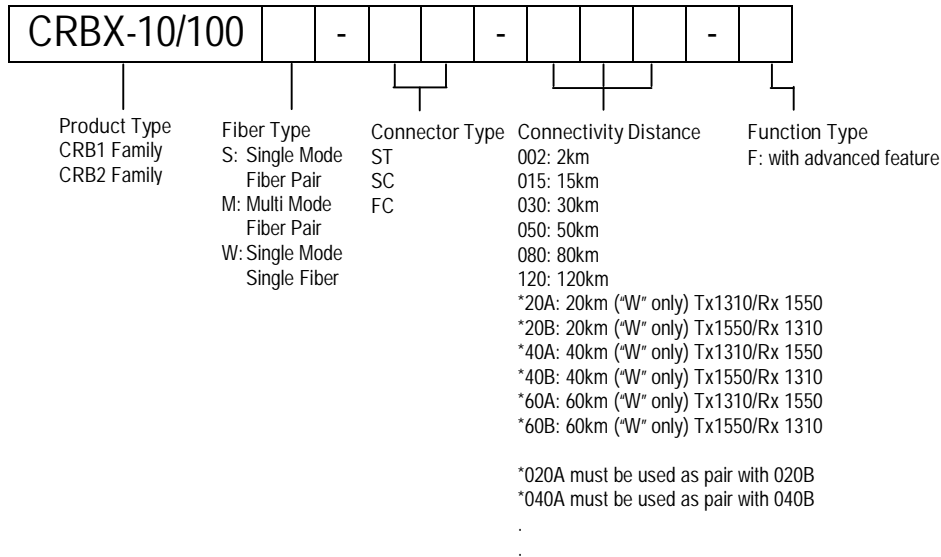 CRBX-10/100 - - -
Product Type
CRB1 Family
CRB2 Family
Fiber Type
S: Single Mode
Fiber Pair
M: Multi Mode
Fiber Pair
W: Single Mode
Single Fiber
Connector Type
ST
SC
FC
Connectivity Distance
002: 2km
015: 15km
030: 30km
050: 50km
080: 80km
120: 120km
*20A: 20km ("W" only) Tx1310/Rx 1550
*20B: 20km ("W" only) Tx1550/Rx 1310
*40A: 40km ("W" only) Tx1310/Rx 1550
*40B: 40km ("W" only) Tx1550/Rx 1310
*60A: 60km ("W" only) Tx1310/Rx 1550
*60B: 60km ("W" only) Tx1550/Rx 1310
*020A must be used as pair with 020B
*040A must be used as pair with 040B
.
.
Function Type
F: with advanced feature